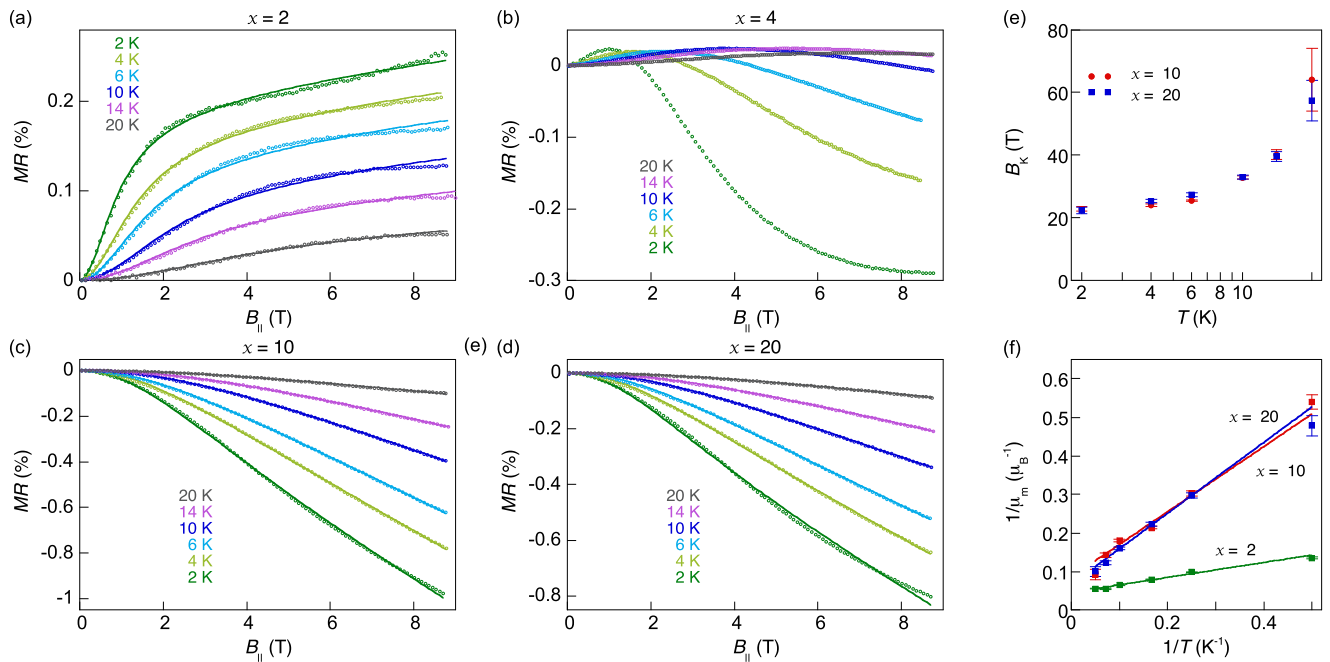 (a)
x = 2
2 K
4 K
6 K
10 K
14 K
20 K
0.2
0.1
0
MR (%)
0 2 4 6 8
B|| (T)
(b)
x = 4
0
-0.1
-0.2
-0.3
MR (%)
20 K
14 K
10 K
6 K
4 K
2 K
0 2 4 6 8
B|| (T)
(e)
80
60
40
20
0
BK (T)
x = 10
x = 20
2 4 6 8 10
T (K)
(c)
x = 10
0
-0.2
-0.4
-0.6
-0.8
-1
MR (%)
20 K
14 K
10 K
6 K
4 K
2 K
0 2 4 6 8
B|| (T)
(e)
(d)
x = 20
0
-0.2
-0.4
-0.6
-0.8
MR (%)
20 K
14 K
10 K
6 K
4 K
2 K
0 2 4 6 8
B|| (T)
(f)
0.6
0.5
0.4
0.3
0.2
0.1
0
1/μm (μB-1)
x = 20
x = 10
x = 2
0 0.2 0.4
1/T (K-1)